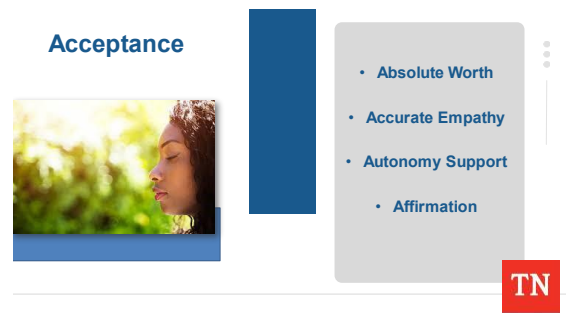 Acceptance
• Absolute Worth
• Accurate Empathy
• Autonomy Support
• Affirmation
TN